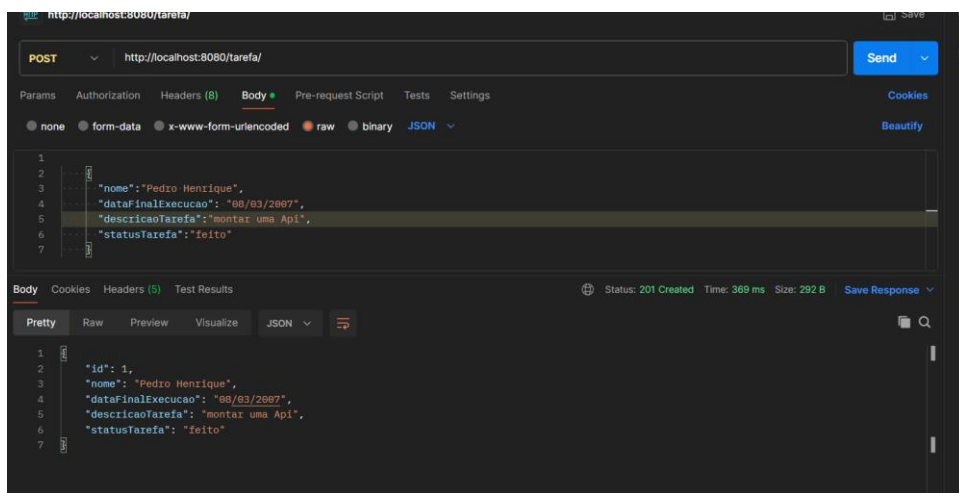 http://localhost:8080/tarefa/ Save
POST http://localhost:8080/tarefa/ Send
Params Authorization Headers (8) Body Pre-request Script Tests Settings Cookies
none form-data x-www-form-urlencoded raw binary JSON Beautify
1
2 {
3 "nome":"Pedro Henrique",
4 "dataFinalExecucao": "08/03/2007",
5 "descricaoTarefa":"montar uma Api",
6 "statusTarefa":"feito"
7 }
Body Cookies Headers (5) Test Results Status: 201 Created Time: 369 ms Size: 292 B Save Response
Pretty Raw Preview Visualize JSON
1 {
2 "id": 1,
3 "nome": "Pedro Henrique",
4 "dataFinalExecucao": "08/03/2007",
5 "descricaoTarefa": "montar uma Api",
6 "statusTarefa": "feito"
7 }